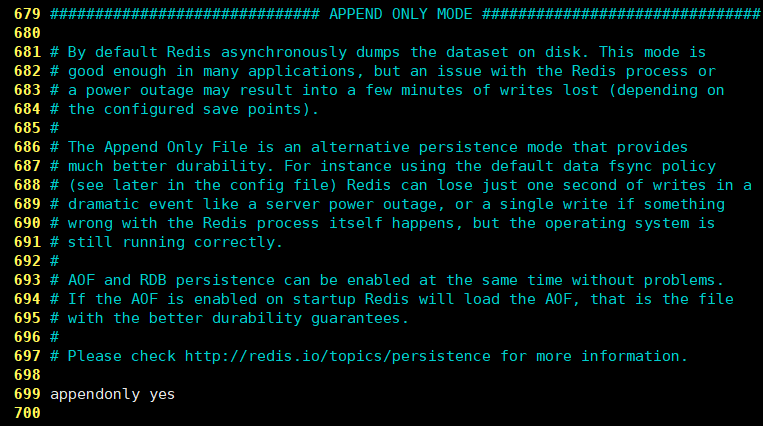 679 ############################## APPEND ONLY MODE ###############################
680
681 # By default Redis asynchronously dumps the dataset on disk. This mode is
682 # good enough in many applications, but an issue with the Redis process or
683 # a power outage may result into a few minutes of writes lost (depending on
684 # the configured save points).
685 #
686 # The Append Only File is an alternative persistence mode that provides
687 # much better durability. For instance using the default data fsync policy
688 # (see later in the config file) Redis can lose just one second of writes in a
689 # dramatic event like a server power outage, or a single write if something
690 # wrong with the Redis process itself happens, but the operating system is
691 # still running correctly.
692 #
693 # AOF and RDB persistence can be enabled at the same time without problems.
694 # If the AOF is enabled on startup Redis will load the AOF, that is the file
695 # with the better durability guarantees.
696 #
697 # Please check http://redis.io/topics/persistence for more information.
698
699 appendonly yes
700